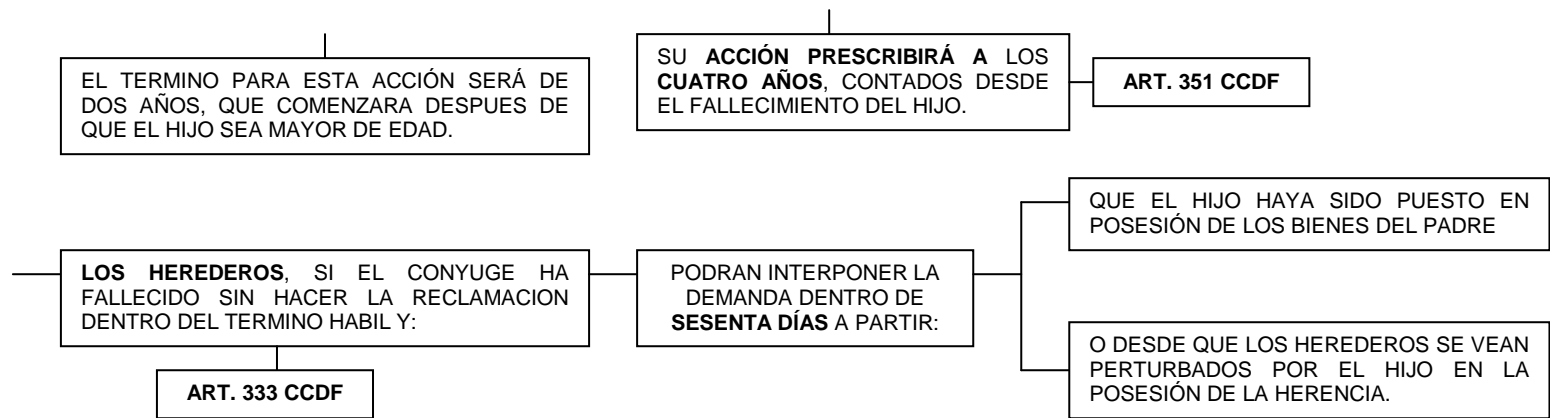 EL TERMINO PARA ESTA ACCIÓN SERÁ DE
DOS AÑOS, QUE COMENZARA DESPUES DE
QUE EL HIJO SEA MAYOR DE EDAD.
SU ACCIÓN PRESCRIBIRÁ A LOS
CUATRO AÑOS, CONTADOS DESDE
EL FALLECIMIENTO DEL HIJO.
ART. 351 CCDF
LOS HEREDEROS, SI EL CONYUGE HA
FALLECIDO SIN HACER LA RECLAMACION
DENTRO DEL TERMINO HABIL Y:
ART. 333 CCDF
PODRAN INTERPONER LA
DEMANDA DENTRO DE
SESENTA DÍAS A PARTIR:
QUE EL HIJO HAYA SIDO PUESTO EN
POSESIÓN DE LOS BIENES DEL PADRE
O DESDE QUE LOS HEREDEROS SE VEAN
PERTURBADOS POR EL HIJO EN LA
POSESIÓN DE LA HERENCIA.